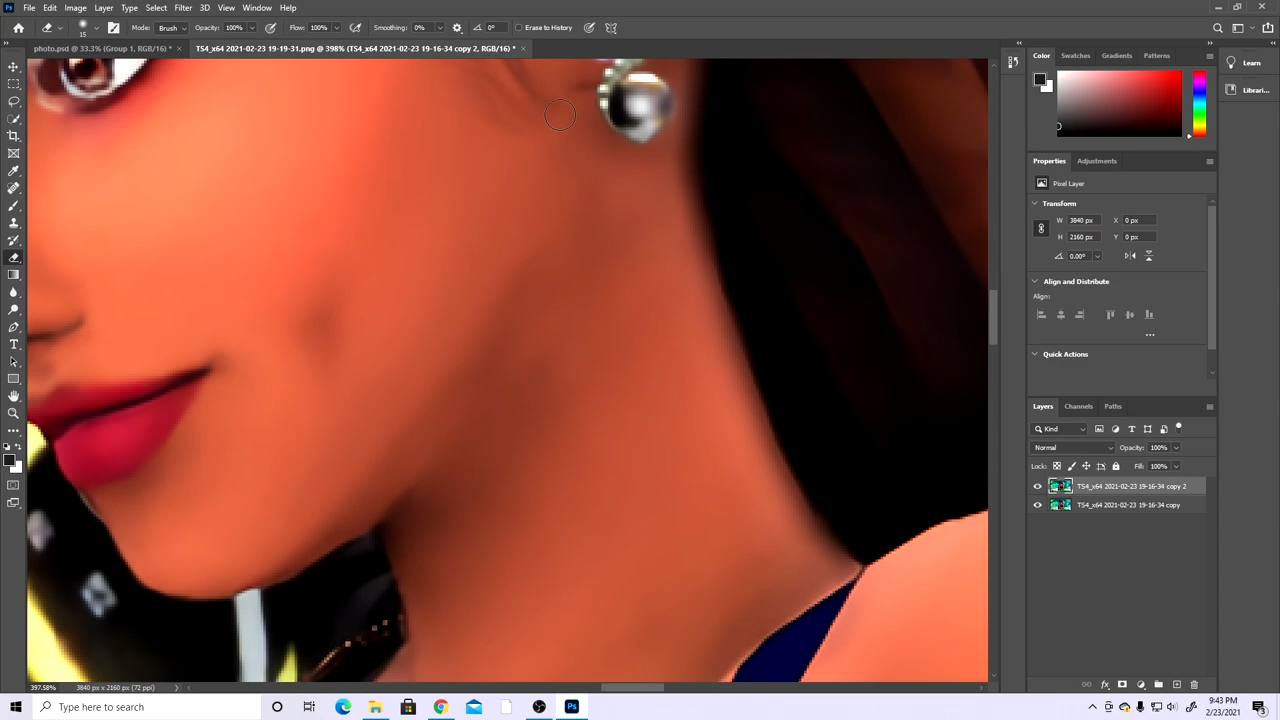 File Edit Image Layer Type Select Filter 3D View Window Help
15 Mode: Brush Opacity: 100% Flow: 100% Smoothing: 0% 0° Erase to History
photo.psd @ 33.3% (Group 1, RGB/16) * × TS4_x64 2021-02-23 19-19-31.png @ 398% (TS4_x64 2021-02-23 19-16-34 copy 2, RGB/16) * ×
Color Swatches Gradients Patterns
Learn
Librari...
Properties Adjustments
Pixel Layer
Transform
W 3840 px X 0 px
H 2160 px Y 0 px
0.00°
Align and Distribute
Align:
...
Quick Actions
Layers Channels Paths
Kind
Normal Opacity: 100%
Lock: Fill: 100%
TS4_x64 2021-02-23 19-16-34 copy 2
TS4_x64 2021-02-23 19-16-34 copy
397.58% 3840 px x 2160 px (72 ppi)
Type here to search
9:43 PM
2/23/2021
3